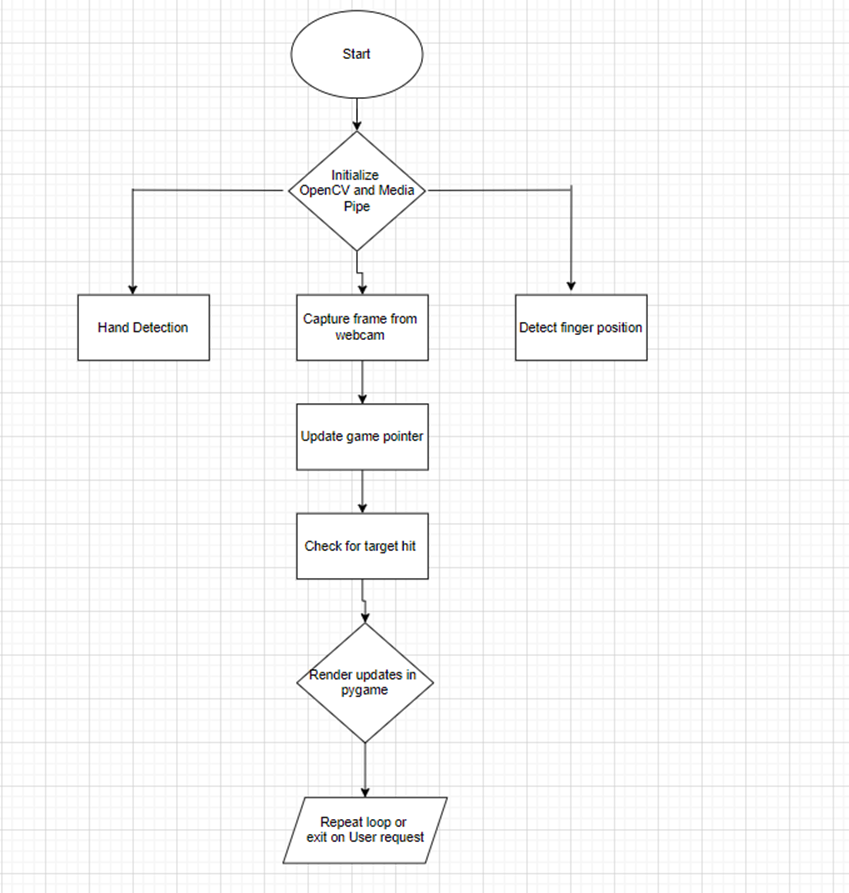 Start
Initialize
OpenCV and Media
Pipe
Hand Detection
Capture frame from
webcam
Detect finger position
Update game pointer
Check for target hit
Render updates in
pygame
Repeat loop or
exit on User request